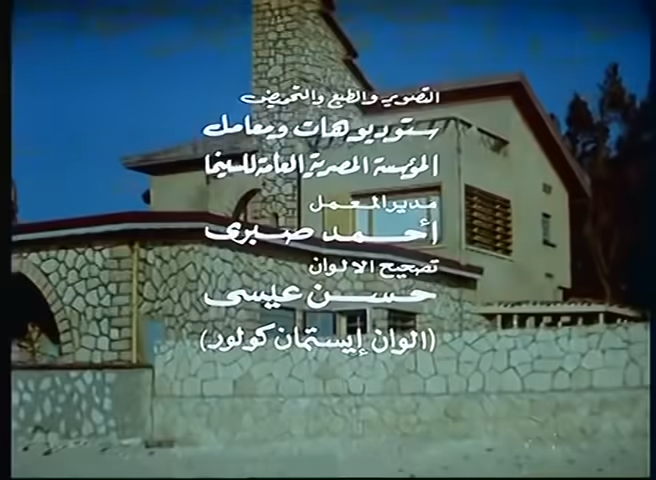 التصوير والطبع والتحميض
ستوديوهات ومعامل
المؤسسة المصرية العامة للسينما
مدير المعمل
أحمد صبرى
تصحيح الالوان
حسن عيسى
(الوان إيستمان كولور)